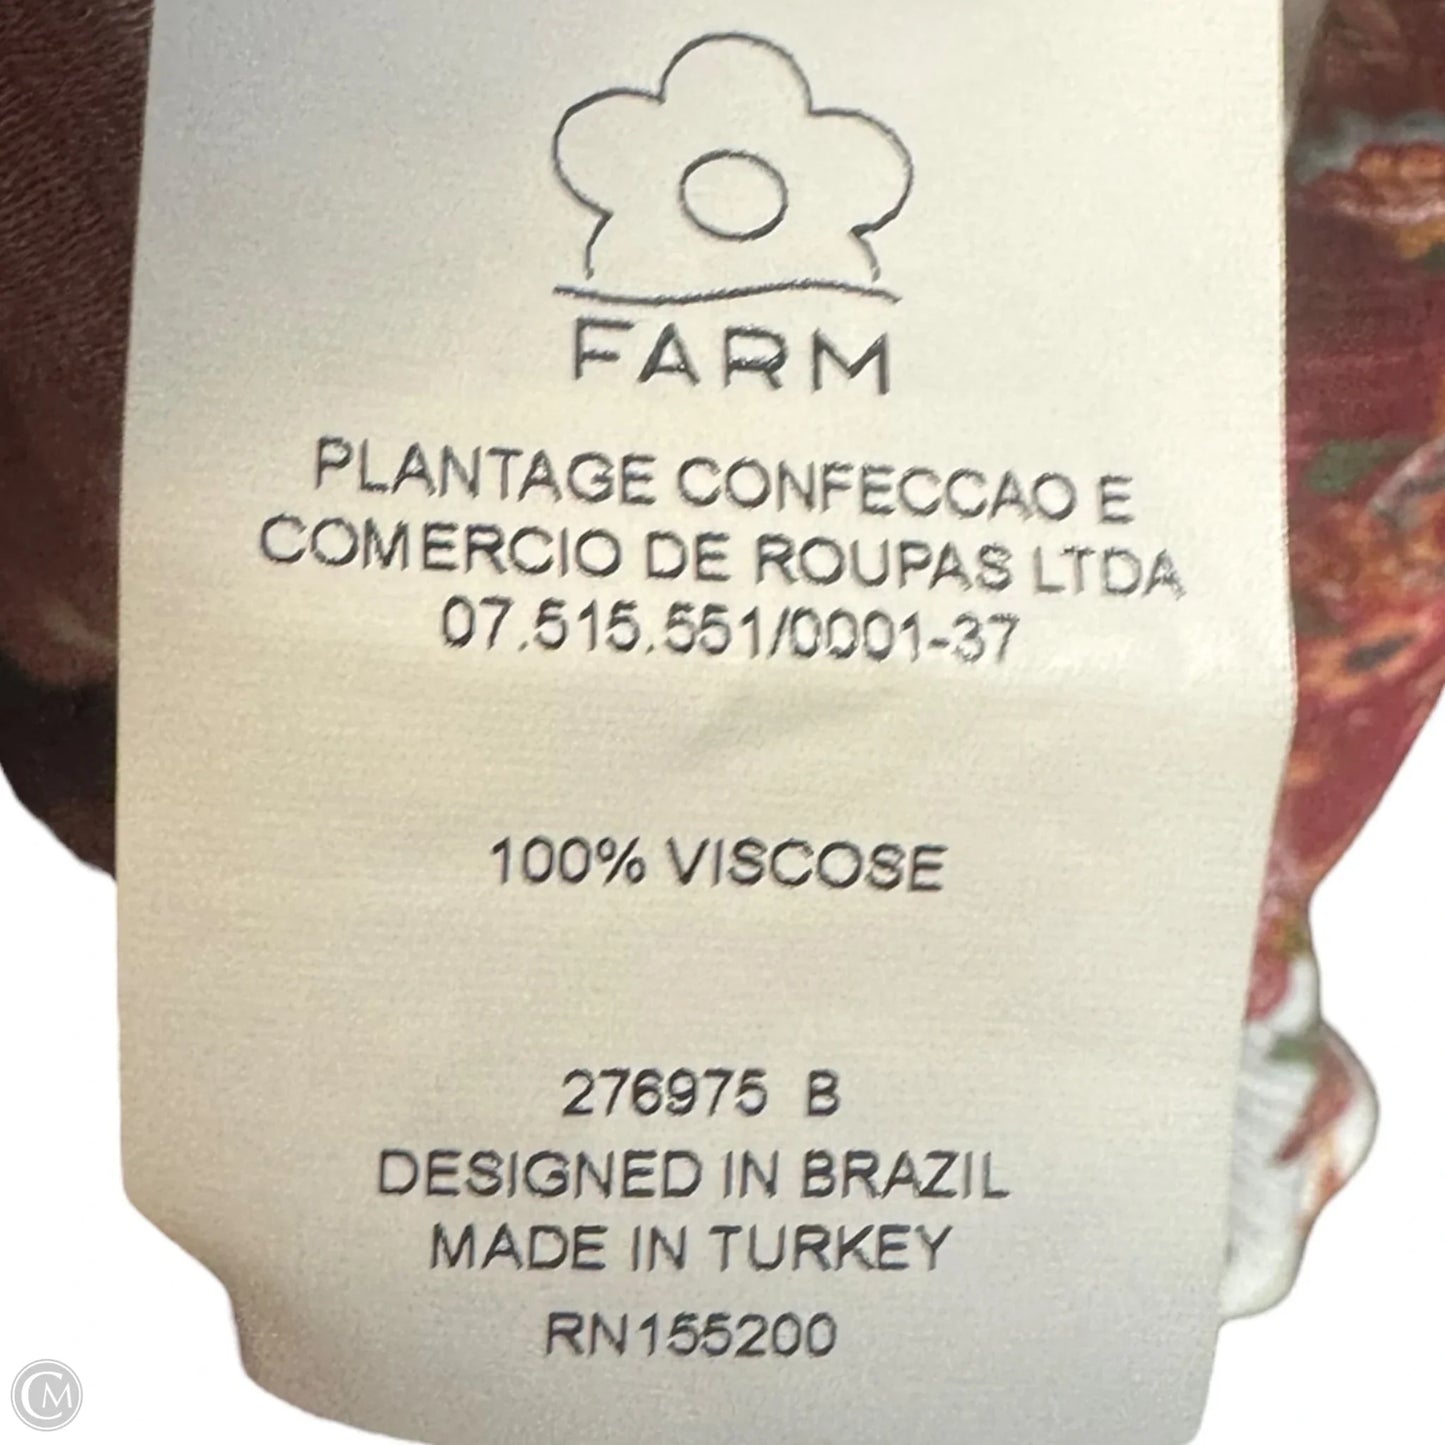 FARM
PLANTAGE CONFECCAO E
COMERCIO DE ROUPAS LTDA
07.515.551/0001-37
100% VISCOSE
276975 B
DESIGNED IN BRAZIL
MADE IN TURKEY
RN155200
CM